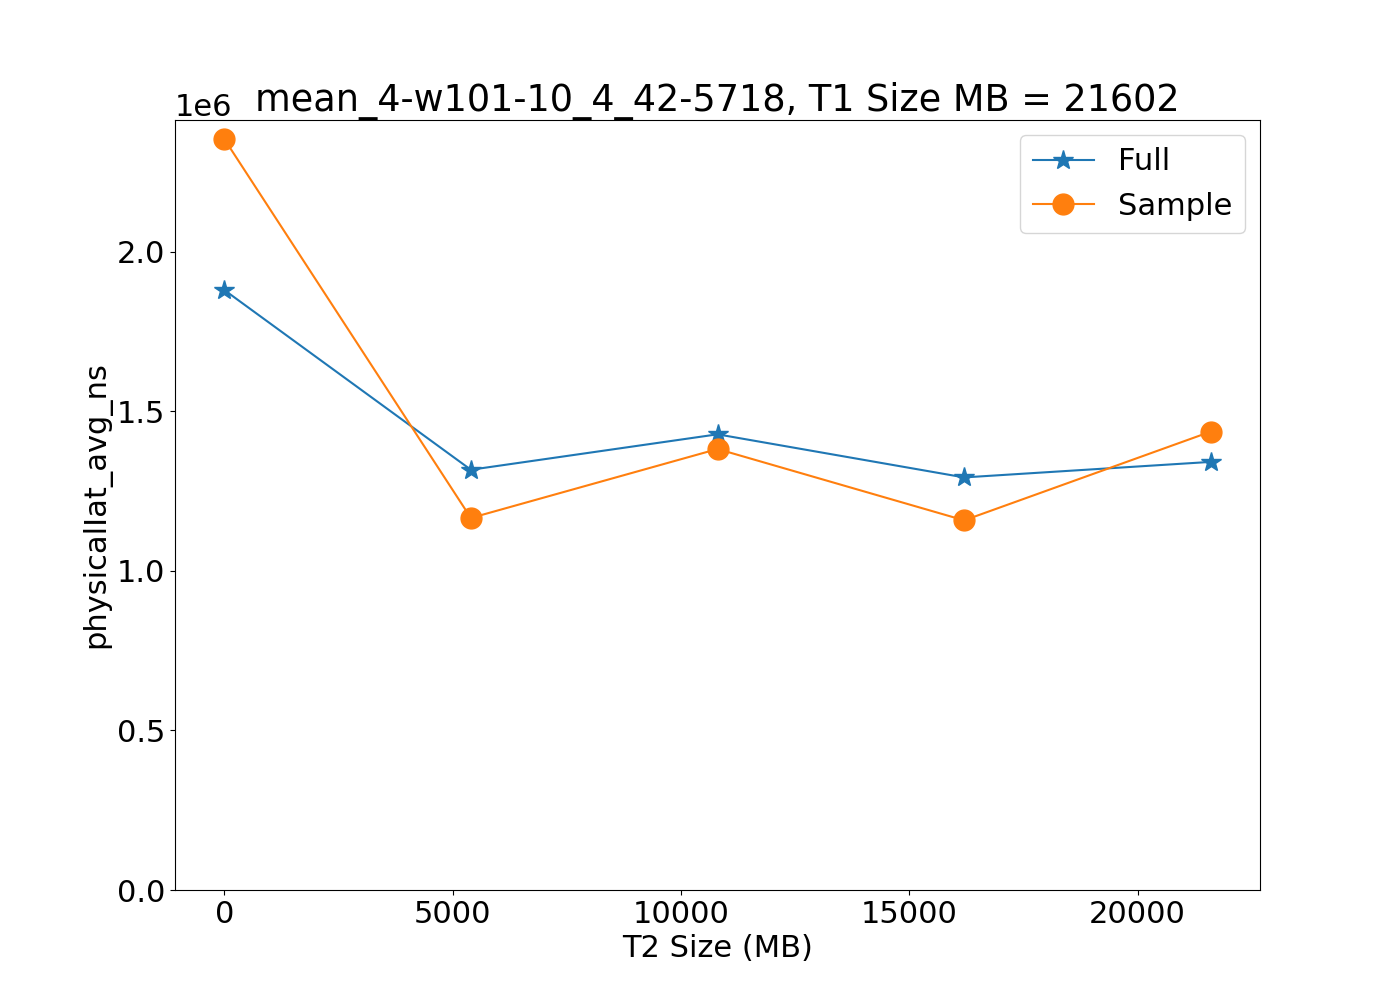 1e6
mean_4-w101-10_4_42-5718, T1 Size MB = 21602
Full
Sample
physicallat_avg_ns
2.0
1.5
1.0
0.5
0.0
0 5000 10000 15000 20000
T2 Size (MB)